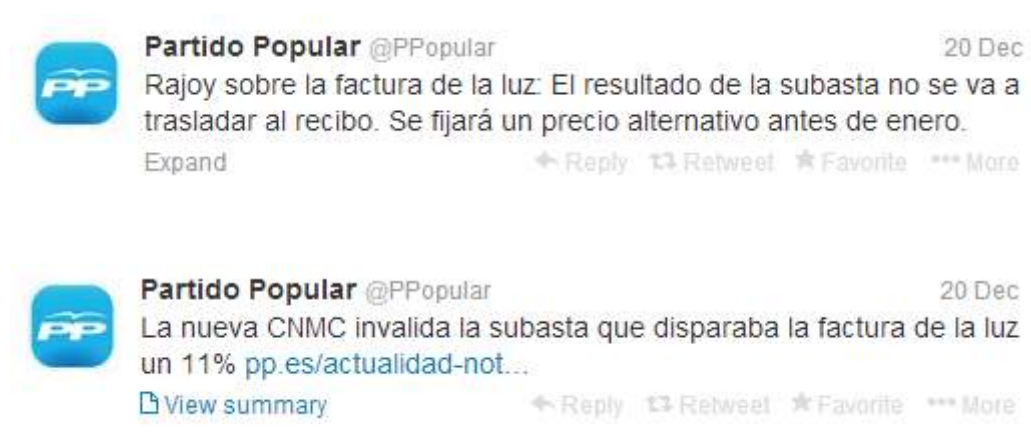 Partido Popular @PPopular 20 Dec
PP
Rajoy sobre la factura de la luz: El resultado de la subasta no se va a
trasladar al recibo. Se fijará un precio alternativo antes de enero.
Expand Reply Retweet Favorite More
Partido Popular @PPopular 20 Dec
PP
La nueva CNMC invalida la subasta que disparaba la factura de la luz
un 11% pp.es/actualidad-not...
View summary Reply Retweet Favorite More